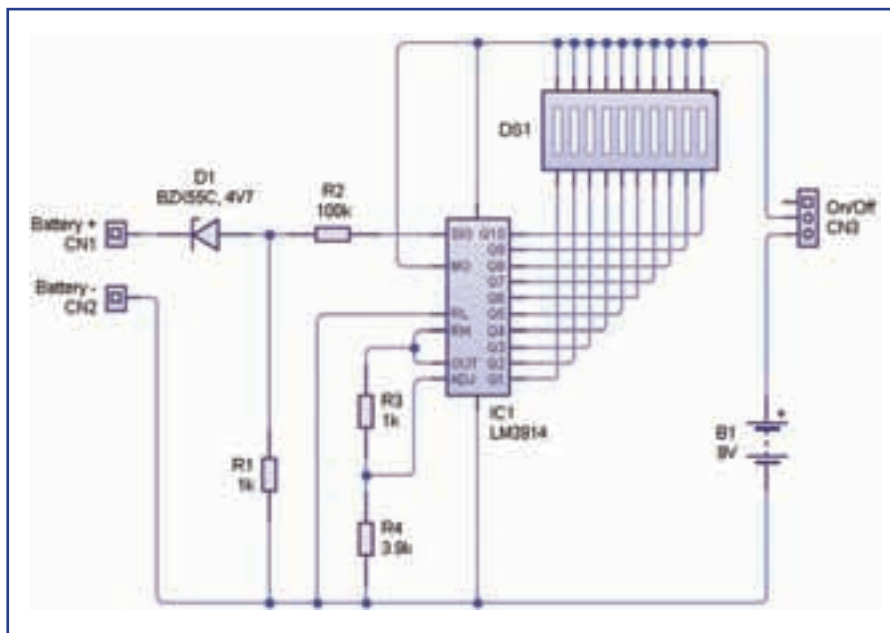 D1
BZX55C, 4V7
R2
100k
Battery +
CN1
Battery -
CN2
DS1
On/Off
CN3
SIG
MO
RL
RH
OUT
ADJ
Q10
Q9
Q8
Q7
Q6
Q5
Q4
Q3
Q2
Q1
IC1
LM3914
R3
1k
R1
1k
R4
3.9k
+
B1
9V